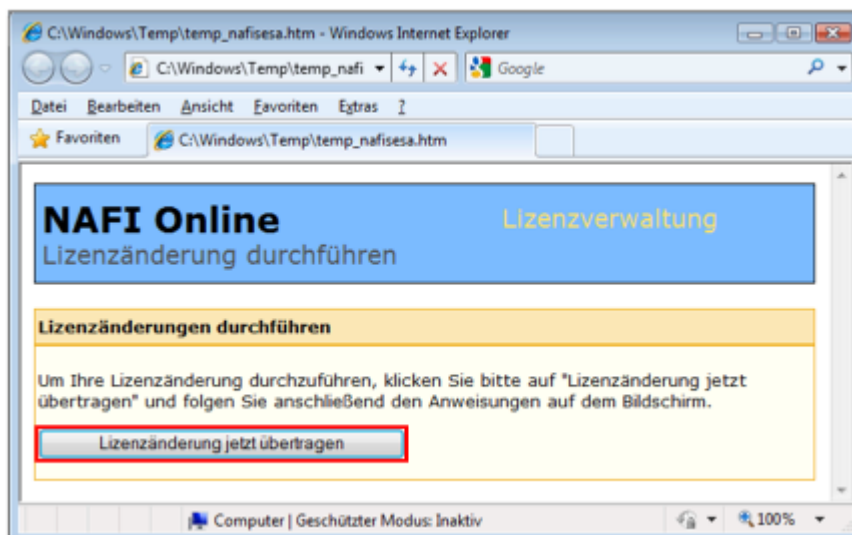 C:\Windows\Temp\temp_nafisesa.htm - Windows Internet Explorer
C:\Windows\Temp\temp_nafi
Google
Datei Bearbeiten Ansicht Favoriten Extras ?
Favoriten
C:\Windows\Temp\temp_nafisesa.htm
NAFI Online
Lizenzverwaltung
Lizenzänderung durchführen
Lizenzänderungen durchführen
Um Ihre Lizenzänderung durchzuführen, klicken Sie bitte auf "Lizenzänderung jetzt
übertragen" und folgen Sie anschließend den Anweisungen auf dem Bildschirm.
Lizenzänderung jetzt übertragen
Computer | Geschützter Modus: Inaktiv
100%